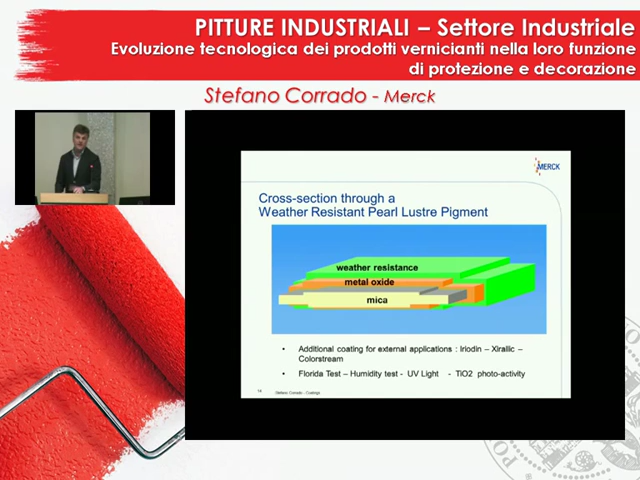 PITTURE INDUSTRIALI – Settore Industriale
Evoluzione tecnologica dei prodotti vernicianti nella loro funzione
di protezione e decorazione
Stefano Corrado - Merck
MERCK
Cross-section through a
Weather Resistant Pearl Lustre Pigment
weather resistance
metal oxide
mica
• Additional coating for external applications : Iriodin – Xirallic –
Colorstream
• Florida Test – Humidity test - UV Light - TiO2 photo-activity
14 Stefano Corrado - Coatings